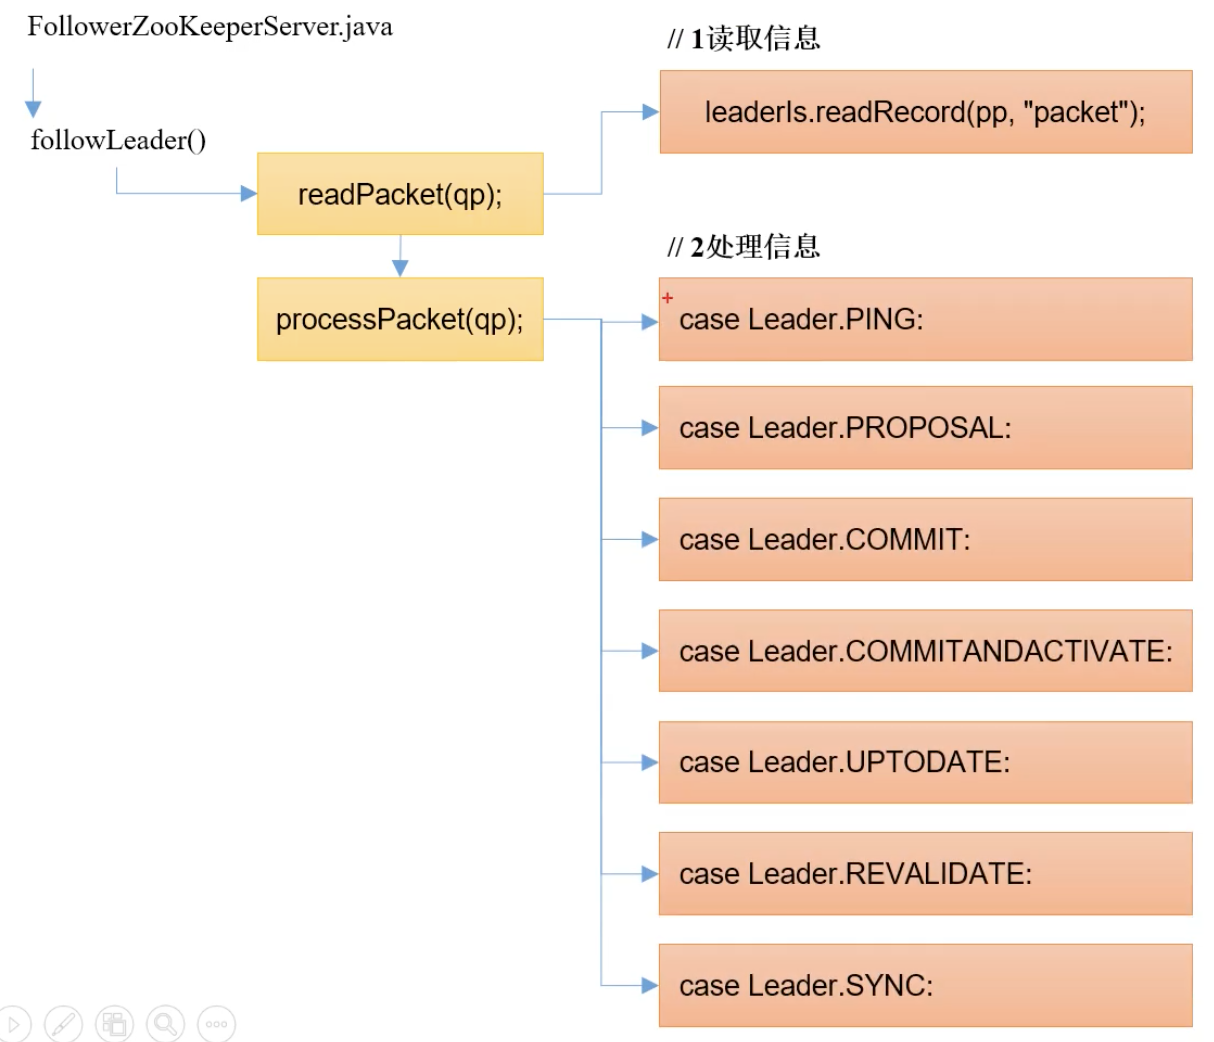 FollowerZooKeeperServer.java
followLeader()
readPacket(qp);
processPacket(qp);
// 1读取信息
leaderIs.readRecord(pp, "packet");
// 2处理信息
case Leader.PING:
case Leader.PROPOSAL:
case Leader.COMMIT:
case Leader.COMMITANDACTIVATE:
case Leader.UPTODATE:
case Leader.REVALIDATE:
case Leader.SYNC: